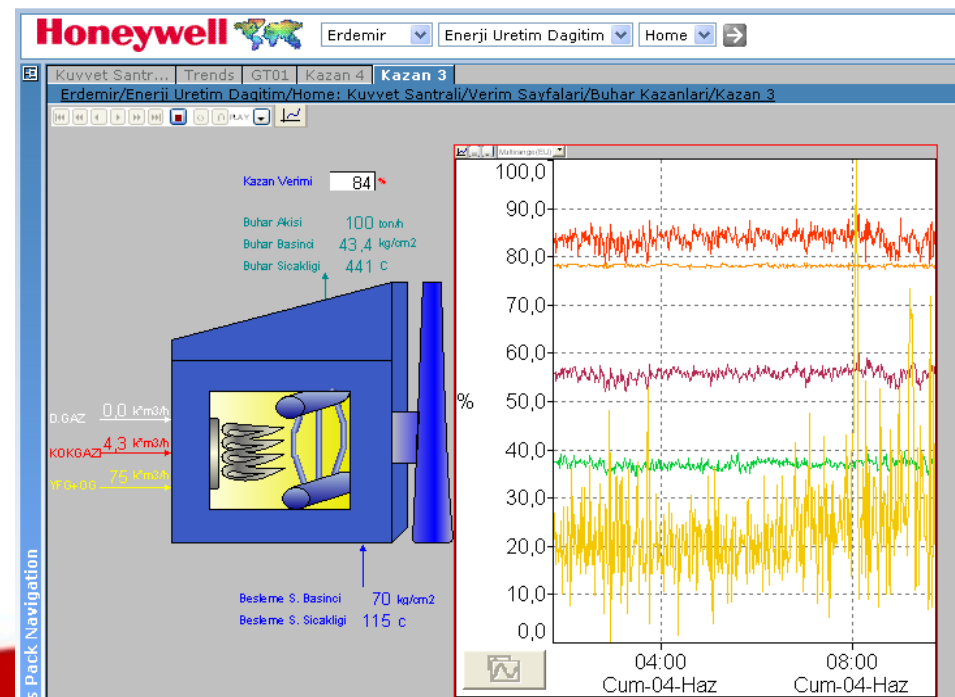 Honeywell Erdemir Enerji Uretim Dagitim Home
Kuvvet Santr... Trends GT01 Kazan 4 Kazan 3
Erdemir/Enerji Uretim Dagitim/Home: Kuvvet Santrali/Verim Sayfalari/Buhar Kazanlari/Kazan 3
PLAY
Multirange(EU)
Kazan Verimi 84 %
Buhar Akisi 100 ton/h
Buhar Basinci 43,4 kg/cm2
Buhar Sicakligi 441 C
D.GAZ 0,0 k*m3/h
KOKGAZ 4,3 k*m3/h
YFG+OG 75 k*m3/h
Besleme S. Basinci 70 kg/cm2
Besleme S. Sicakligi 115 C
100,0
90,0
80,0
70,0
60,0
50,0
%
40,0
30,0
20,0
10,0
0,0
04:00 08:00
Cum-04-Haz Cum-04-Haz
s Pack Navigation